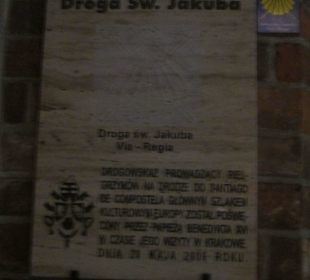 Droga Św. Jakuba
Droga św. Jakuba
Via - Regia
DROGOWSKAZ PROWADZĄCY PIEL-
GRZYMÓW NA DRODZE DO SANTIAGO
DE COMPOSTELA GŁÓWNYM SZLAKIEM
KULTUROWYM EUROPY ZOSTAŁ POŚWIĘ-
CONY PRZEZ PAPIEŻA BENEDYKTA XVI
W CZASIE JEGO WIZYTY W KRAKOWIE
DNIA 28 MAJA 2006 ROKU.